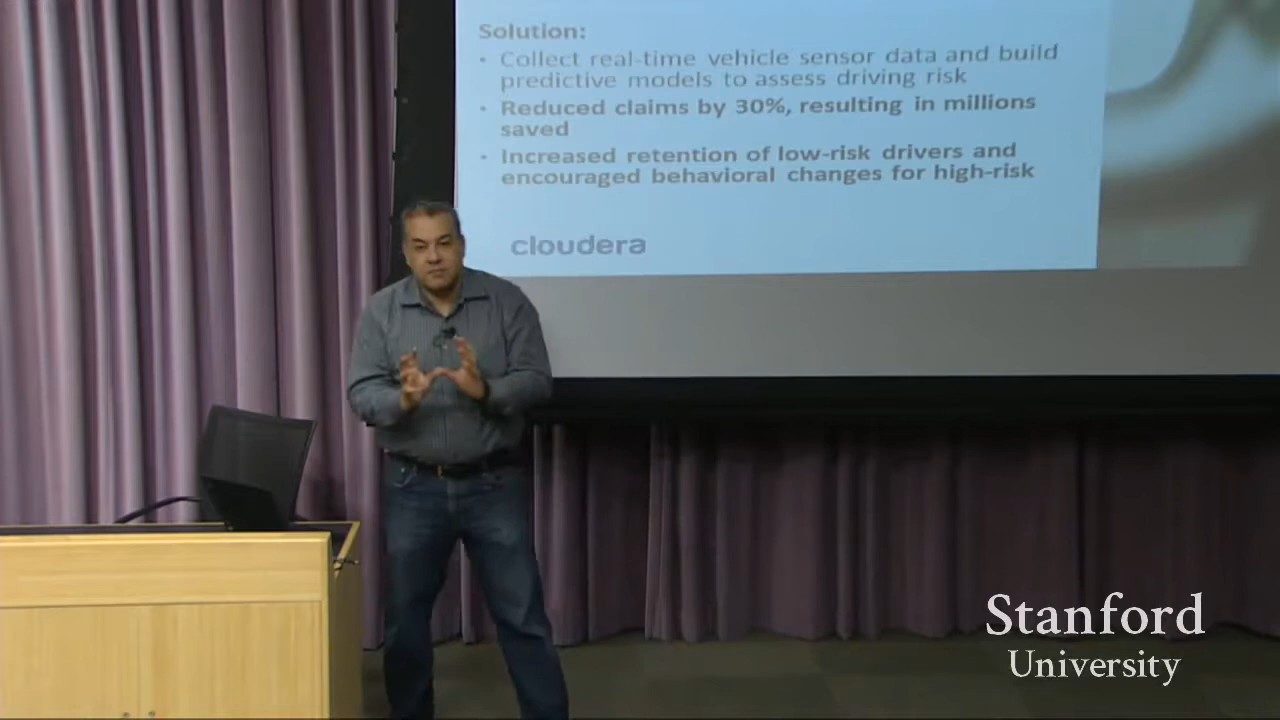 Solution:
• Collect real-time vehicle sensor data and build
predictive models to assess driving risk
• Reduced claims by 30%, resulting in millions
saved
• Increased retention of low-risk drivers and
encouraged behavioral changes for high-risk
cloudera
Stanford
University